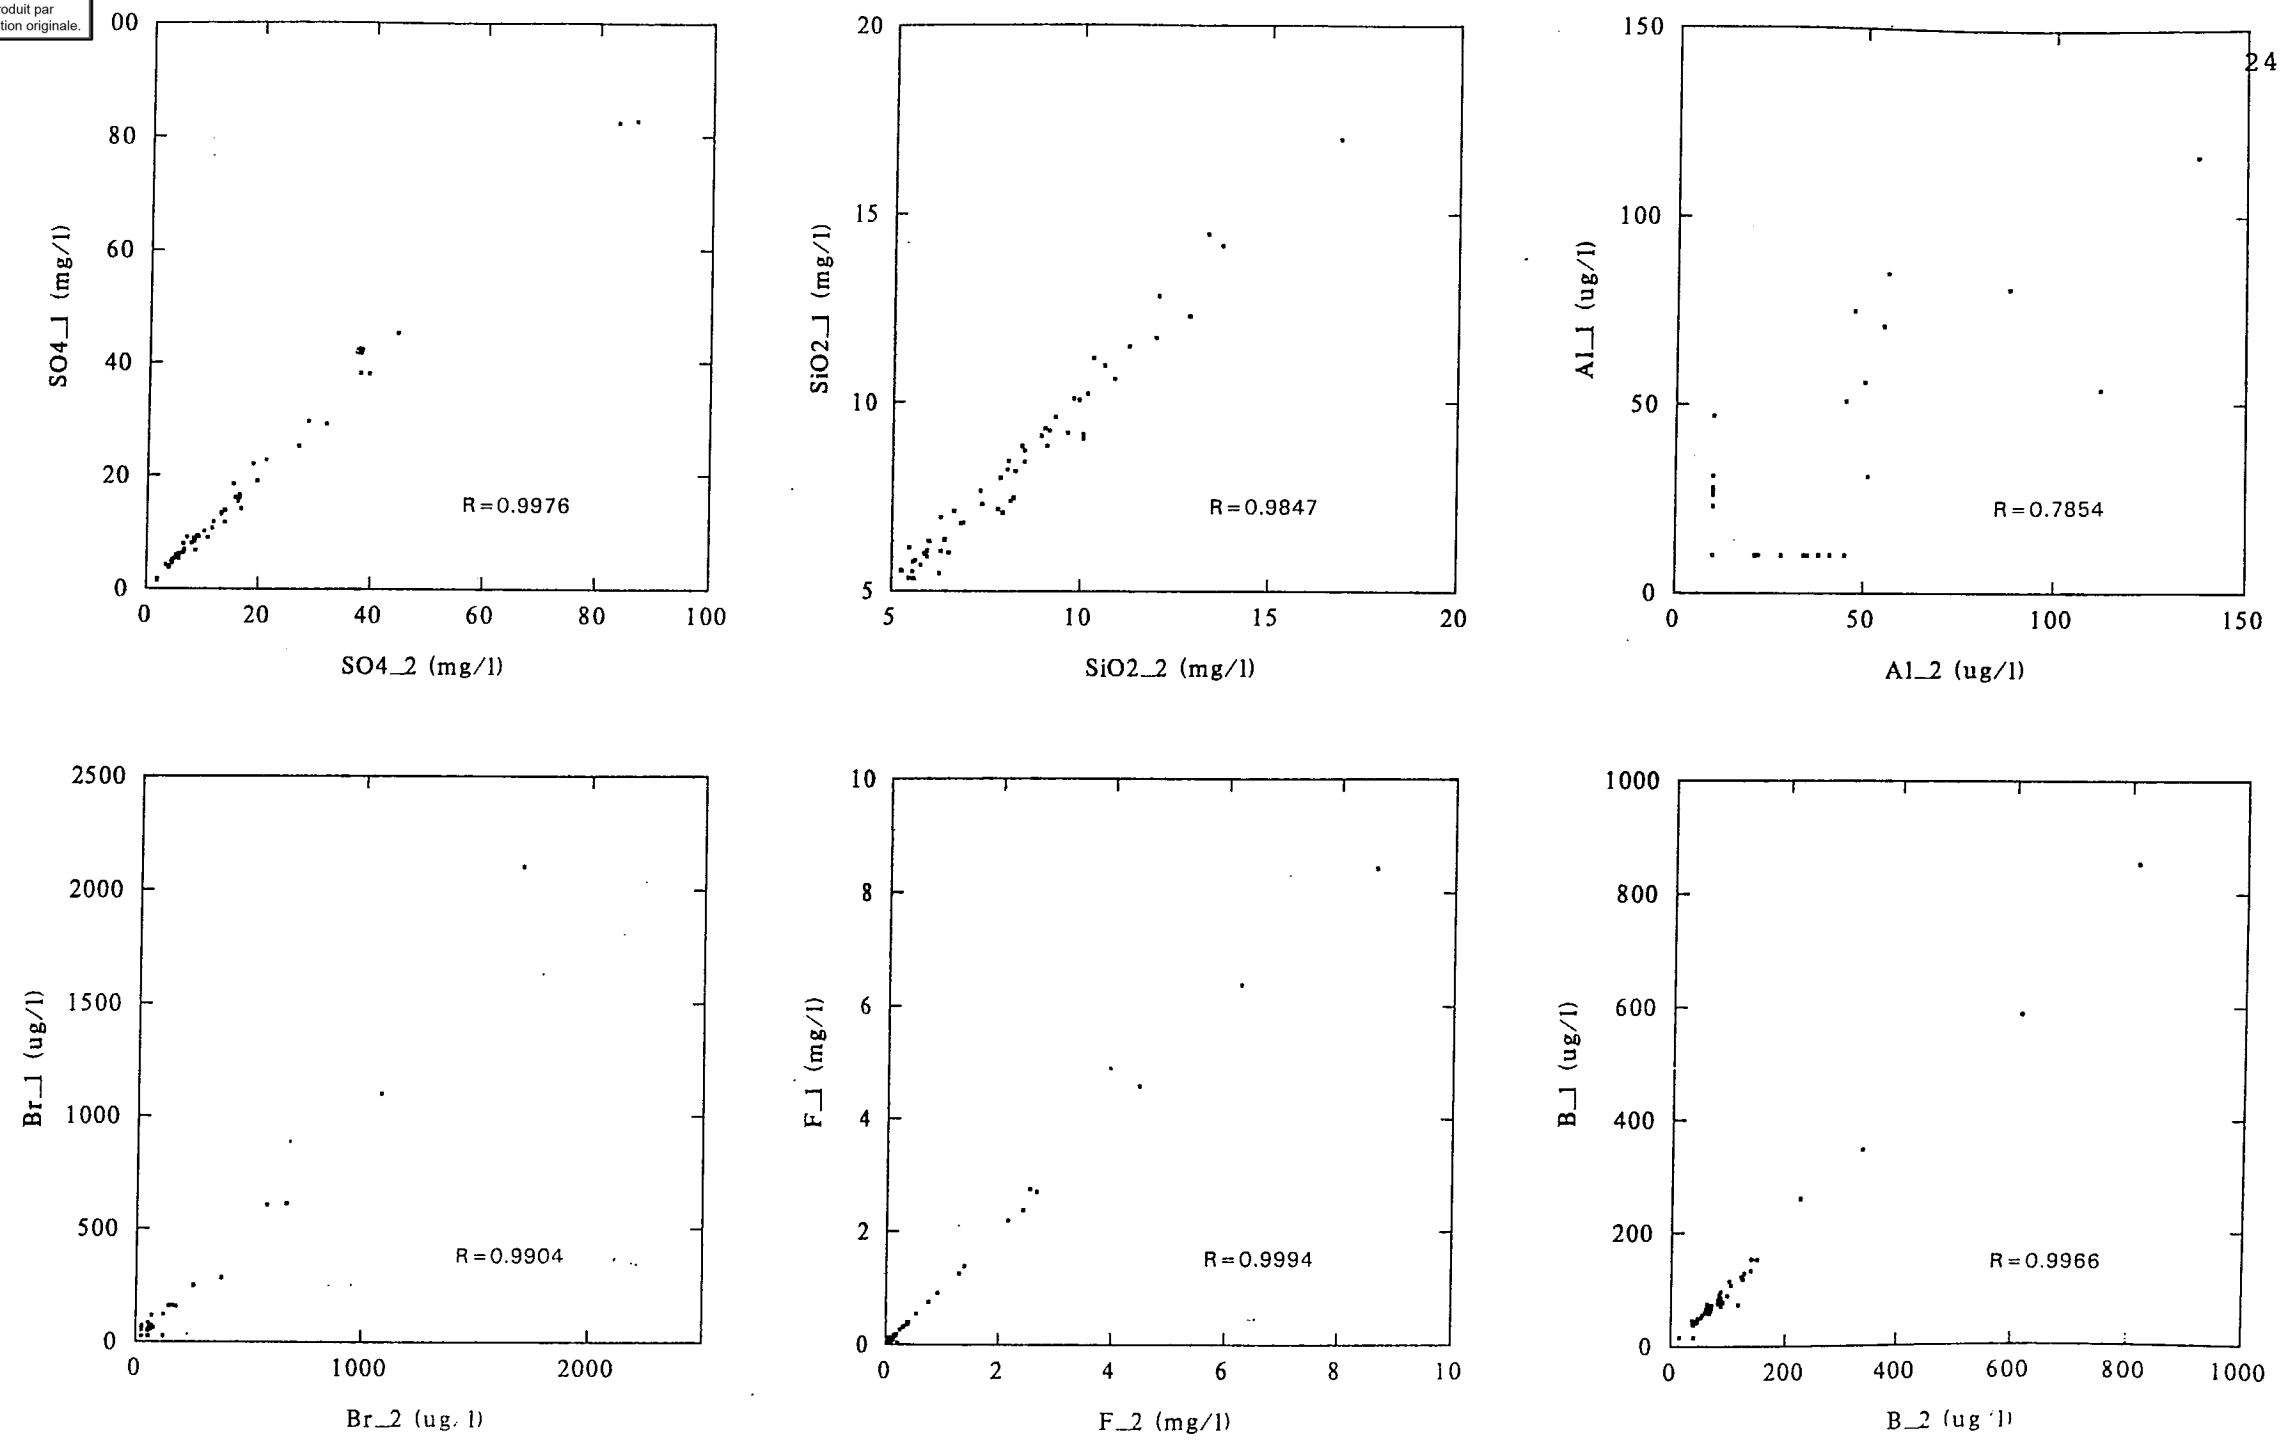 oduit par
tion originale.
24
00
80
60
40
20
0
0 20 40 60 80 100
SO4_1 (mg/l)
SO4_2 (mg/l)
R=0.9976
20
15
10
5
5 10 15 20
SiO2_1 (mg/l)
SiO2_2 (mg/l)
R=0.9847
150
100
50
0
0 50 100 150
Al_1 (ug/l)
Al_2 (ug/l)
R=0.7854
2500
2000
1500
1000
500
0
0 1000 2000
Br_1 (ug/l)
Br_2 (ug/l)
R=0.9904
10
8
6
4
2
0
0 2 4 6 8 10
F_1 (mg/l)
F_2 (mg/l)
R=0.9994
1000
800
600
400
200
0
0 200 400 600 800 1000
B_1 (ug/l)
B_2 (ug/l)
R=0.9966